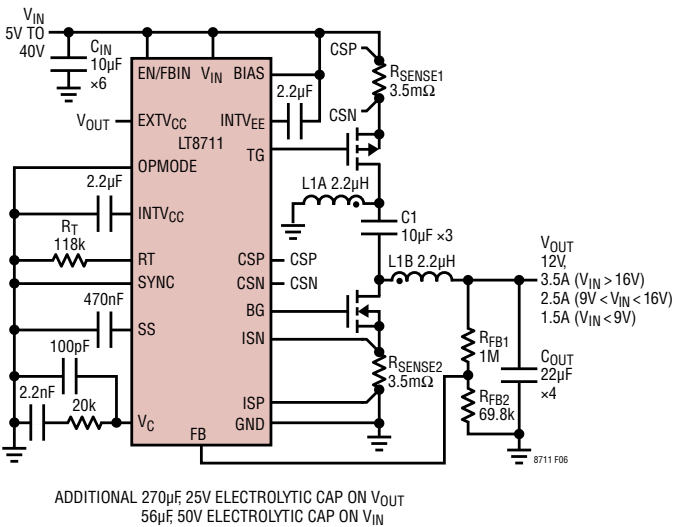 VIN
5V TO
40V
CIN
10µF
×6
EN/FBIN VIN BIAS
CSP
RSENSE1
3.5mΩ
2.2µF
CSN
VOUT
EXTVCC
INTVEE
LT8711
TG
OPMODE
2.2µF
L1A 2.2µH
INTVCC
C1
10µF ×3
RT
118k
RT
CSP
CSP
L1B 2.2µH
VOUT
12V,
3.5A (VIN > 16V)
2.5A (9V < VIN < 16V)
1.5A (VIN < 9V)
SYNC
CSN
CSN
470nF
BG
SS
ISN
RFB1
1M
100pF
RSENSE2
3.5mΩ
COUT
22µF
×4
2.2nF
20k
ISP
RFB2
69.8k
VC
GND
FB
8711 F06
ADDITIONAL 270µF, 25V ELECTROLYTIC CAP ON VOUT
56µF, 50V ELECTROLYTIC CAP ON VIN